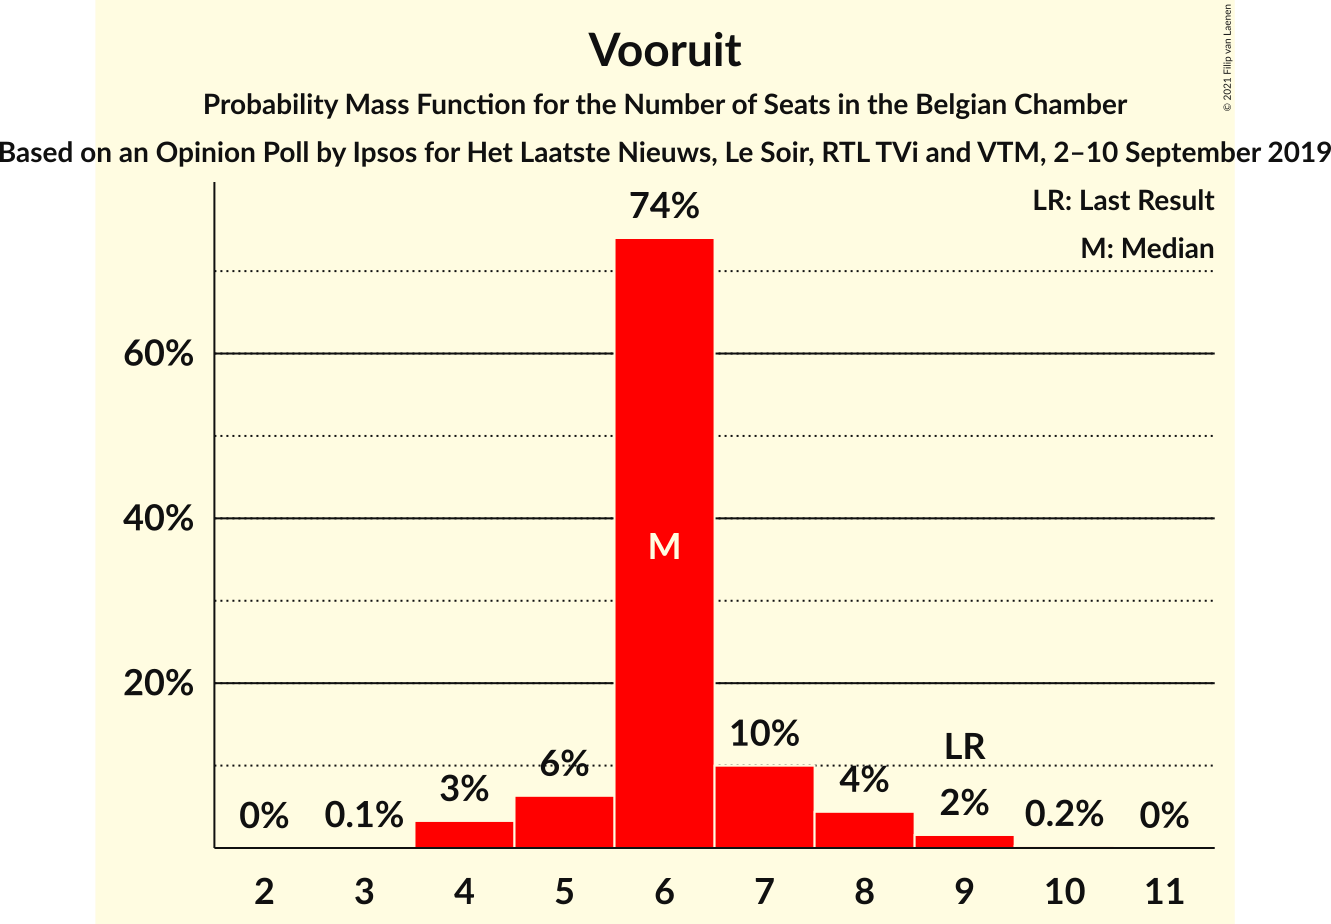 Vooruit
Probability Mass Function for the Number of Seats in the Belgian Chamber
Based on an Opinion Poll by Ipsos for Het Laatste Nieuws, Le Soir, RTL TVi and VTM, 2–10 September 2019
© 2021 Filip van Laenen
LR: Last Result
M: Median
74%
60%
40%
M
20%
10%
LR
6%
4%
3%
2%
0%
0.1%
0.2%
0%
2 3 4 5 6 7 8 9 10 11